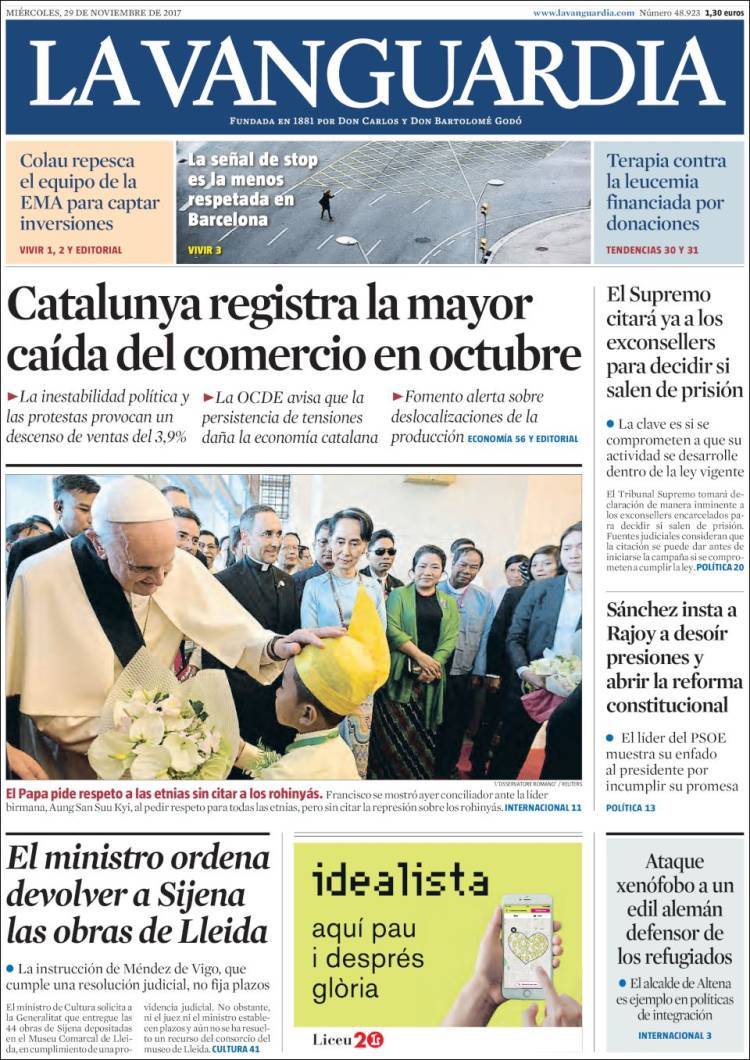 MIÉRCOLES, 29 DE NOVIEMBRE DE 2017
www.lavanguardia.com Número 48.923 1,30 euros
LA VANGUARDIA
FUNDADA EN 1881 POR DON CARLOS Y DON BARTOLOMÉ GODÓ
Colau repesca
el equipo de la
EMA para captar
inversiones
VIVIR 1, 2 Y EDITORIAL
La señal de stop
es la menos
respetada en
Barcelona
VIVIR 3
Terapia contra
la leucemia
financiada por
donaciones
TENDENCIAS 30 Y 31
Catalunya registra la mayor
caída del comercio en octubre
►La inestabilidad política y
las protestas provocan un
descenso de ventas del 3,9%
►La OCDE avisa que la
persistencia de tensiones
daña la economía catalana
►Fomento alerta sobre
deslocalizaciones de la
producción ECONOMÍA 56 Y EDITORIAL
El Supremo
citará ya a los
exconsellers
para decidir si
salen de prisión
● La clave es si se
comprometen a que su
actividad se desarrolle
dentro de la ley vigente
El Tribunal Supremo tomará de-
claración de manera inminente a
los exconsellers encarcelados pa-
ra decidir si salen de prisión.
Fuentes judiciales consideran que
la citación se puede dar antes de
iniciarse la campaña si se compro-
meten a cumplir la ley. POLÍTICA 20
Sánchez insta a
Rajoy a desoír
presiones y
abrir la reforma
constitucional
● El líder del PSOE
muestra su enfado
al presidente por
incumplir su promesa
POLÍTICA 13
'L'OSSERVATORE ROMANO' / REUTERS
El Papa pide respeto a las etnias sin citar a los rohinyás. Francisco se mostró ayer conciliador ante la líder
birmana, Aung San Suu Kyi, al pedir respeto para todas las etnias, pero sin citar la represión sobre los rohinyás. INTERNACIONAL 11
El ministro ordena
devolver a Sijena
las obras de Lleida
● La instrucción de Méndez de Vigo, que
cumple una resolución judicial, no fija plazos
El ministro de Cultura solicita a
la Generalitat que entregue las
44 obras de Sijena depositadas
en el Museu Comarcal de Llei-
da, en cumplimiento de una pro-
videncia judicial. No obstante,
ni el juez ni el ministro estable-
cen plazos y aún no se ha resuel-
to un recurso del consorcio del
museo de Lleida. CULTURA 41
idealista
aquí pau
i després
glòria
Liceu20
Ataque
xenófobo a un
edil alemán
defensor de
los refugiados
● El alcalde de Altena
es ejemplo en políticas
de integración
INTERNACIONAL 3